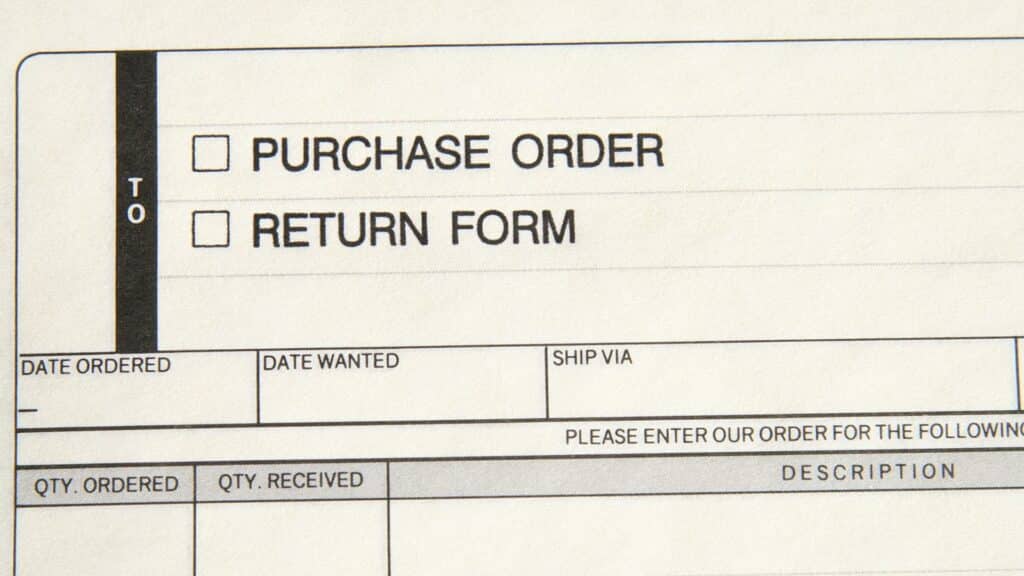 TO
PURCHASE ORDER
RETURN FORM
DATE ORDERED
DATE WANTED
SHIP VIA
PLEASE ENTER OUR ORDER FOR THE FOLLOWING
QTY. ORDERED
QTY. RECEIVED
DESCRIPTION